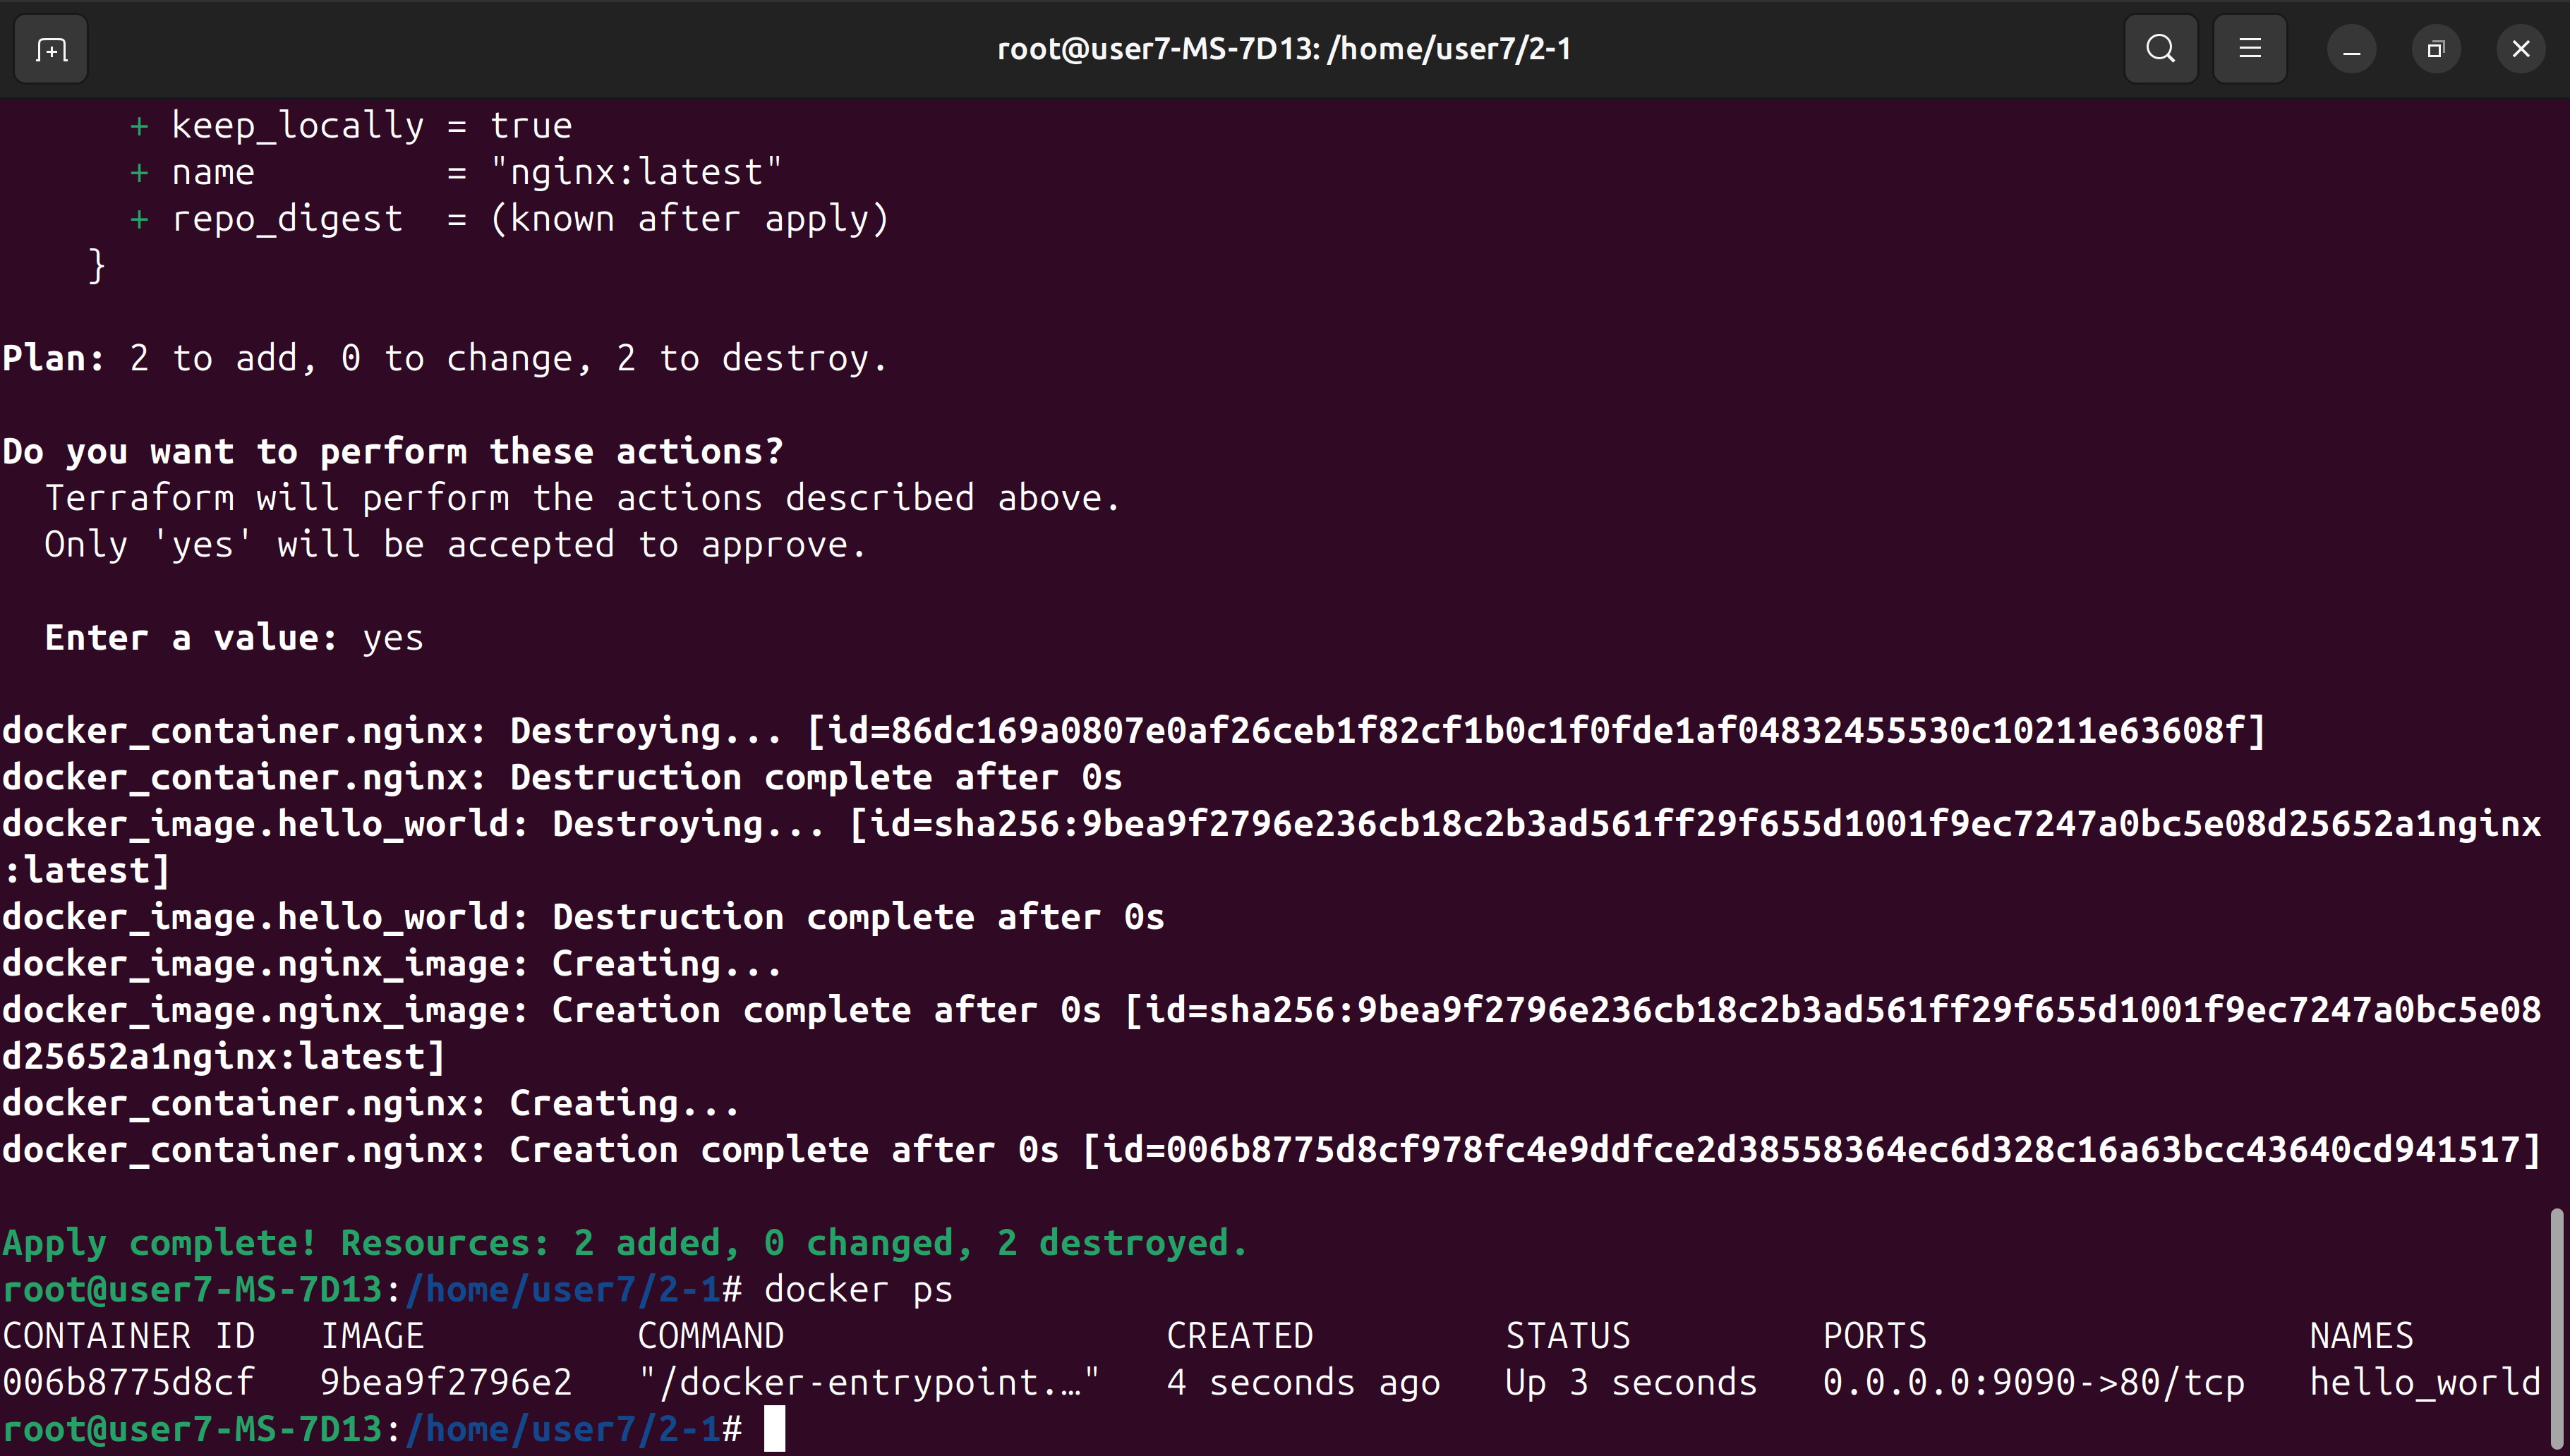 root@user7-MS-7D13: /home/user7/2-1
+ keep_locally = true
+ name         = "nginx:latest"
+ repo_digest  = (known after apply)
}
Plan: 2 to add, 0 to change, 2 to destroy.
Do you want to perform these actions?
Terraform will perform the actions described above.
Only 'yes' will be accepted to approve.
Enter a value: yes
docker_container.nginx: Destroying... [id=86dc169a0807e0af26ceb1f82cf1b0c1f0fde1af04832455530c10211e63608f]
docker_container.nginx: Destruction complete after 0s
docker_image.hello_world: Destroying... [id=sha256:9bea9f2796e236cb18c2b3ad561ff29f655d1001f9ec7247a0bc5e08d25652a1nginx
:latest]
docker_image.hello_world: Destruction complete after 0s
docker_image.nginx_image: Creating...
docker_image.nginx_image: Creation complete after 0s [id=sha256:9bea9f2796e236cb18c2b3ad561ff29f655d1001f9ec7247a0bc5e08
d25652a1nginx:latest]
docker_container.nginx: Creating...
docker_container.nginx: Creation complete after 0s [id=006b8775d8cf978fc4e9ddfce2d38558364ec6d328c16a63bcc43640cd941517]
Apply complete! Resources: 2 added, 0 changed, 2 destroyed.
root@user7-MS-7D13:/home/user7/2-1# docker ps
CONTAINER ID   IMAGE          COMMAND                  CREATED         STATUS         PORTS                  NAMES
006b8775d8cf   9bea9f2796e2   "/docker-entrypoint.…"   4 seconds ago   Up 3 seconds   0.0.0.0:9090->80/tcp   hello_world
root@user7-MS-7D13:/home/user7/2-1#